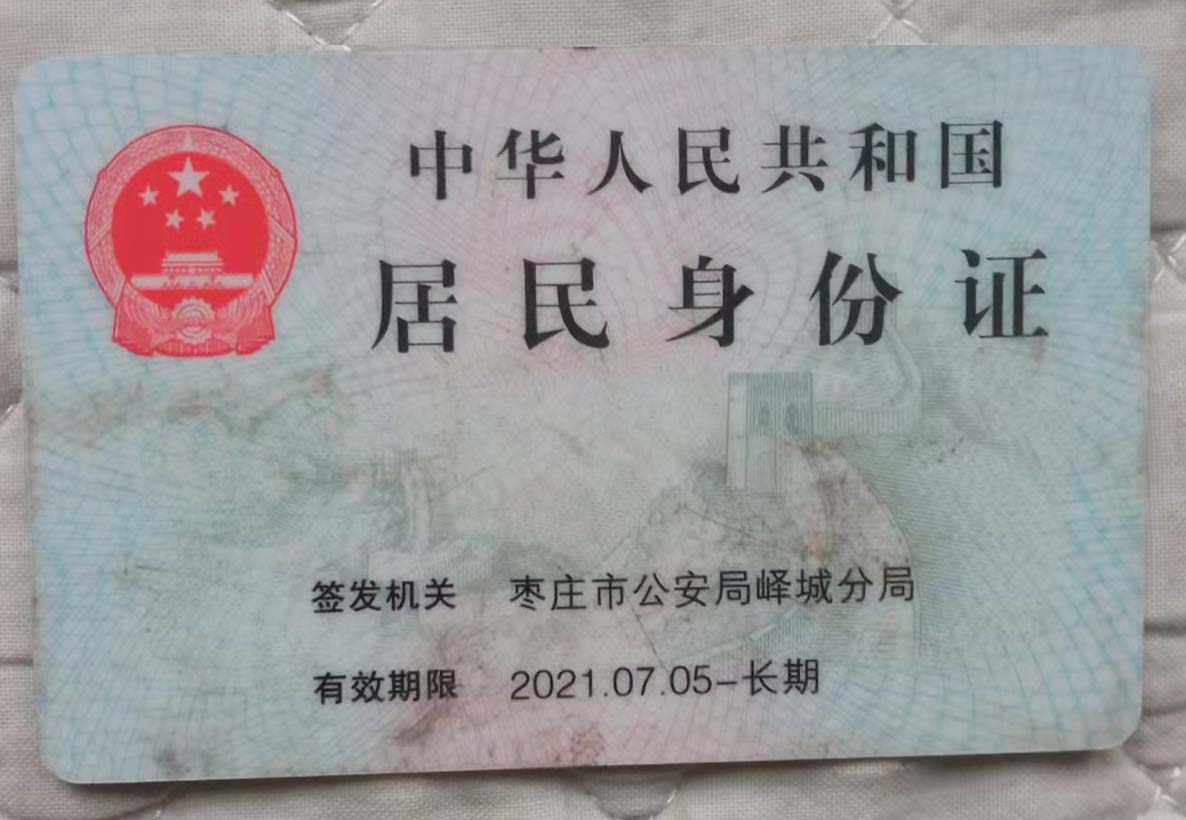 中华人民共和国
居民身份证
签发机关 枣庄市公安局峄城分局
有效期限 2021.07.05-长期